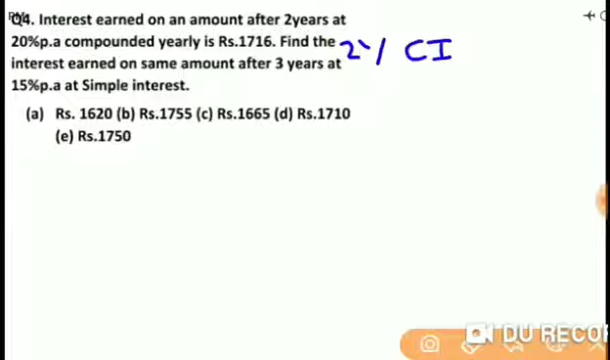 Q4. Interest earned on an amount after 2years at
20%p.a compounded yearly is Rs.1716. Find the
interest earned on same amount after 3 years at
15%p.a at Simple interest.
2y/ CI
(a) Rs. 1620 (b) Rs.1755 (c) Rs.1665 (d) Rs.1710
(e) Rs.1750
DU RECOR